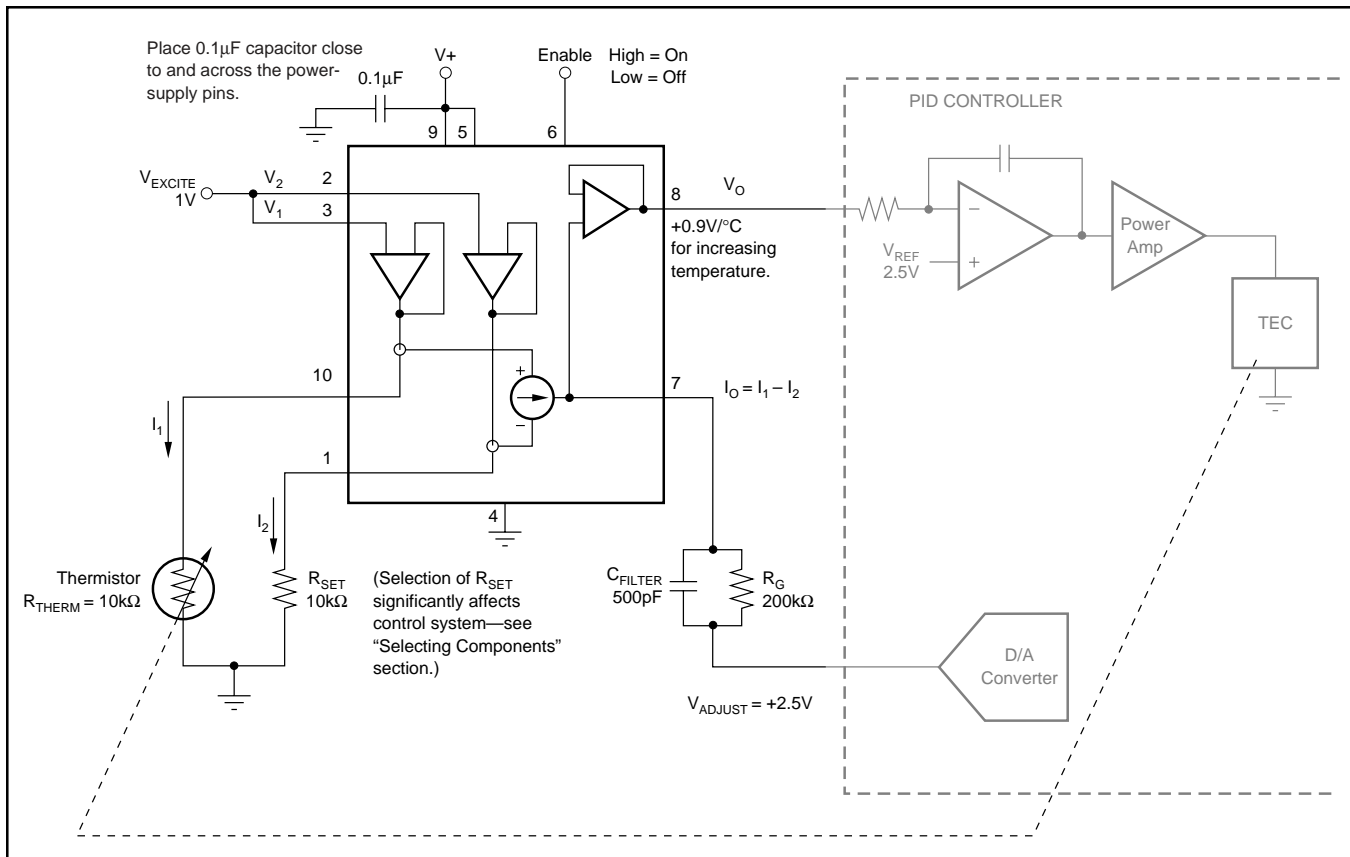 Place 0.1μF capacitor close
to and across the power-
supply pins.
0.1μF
V+
Enable
High = On
Low = Off
PID CONTROLLER
9
5
6
V_EXCITE
1V
V_2
2
V_1
3
8
V_O
+0.9V/°C
for increasing
temperature.
−
V_REF
2.5V
+
Power
Amp
TEC
10
+
−
7
I_O = I_1 – I_2
I_1
1
4
I_2
Thermistor
R_THERM = 10kΩ
R_SET
10kΩ
(Selection of R_SET
significantly affects
control system—see
“Selecting Components”
section.)
C_FILTER
500pF
R_G
200kΩ
D/A
Converter
V_ADJUST = +2.5V